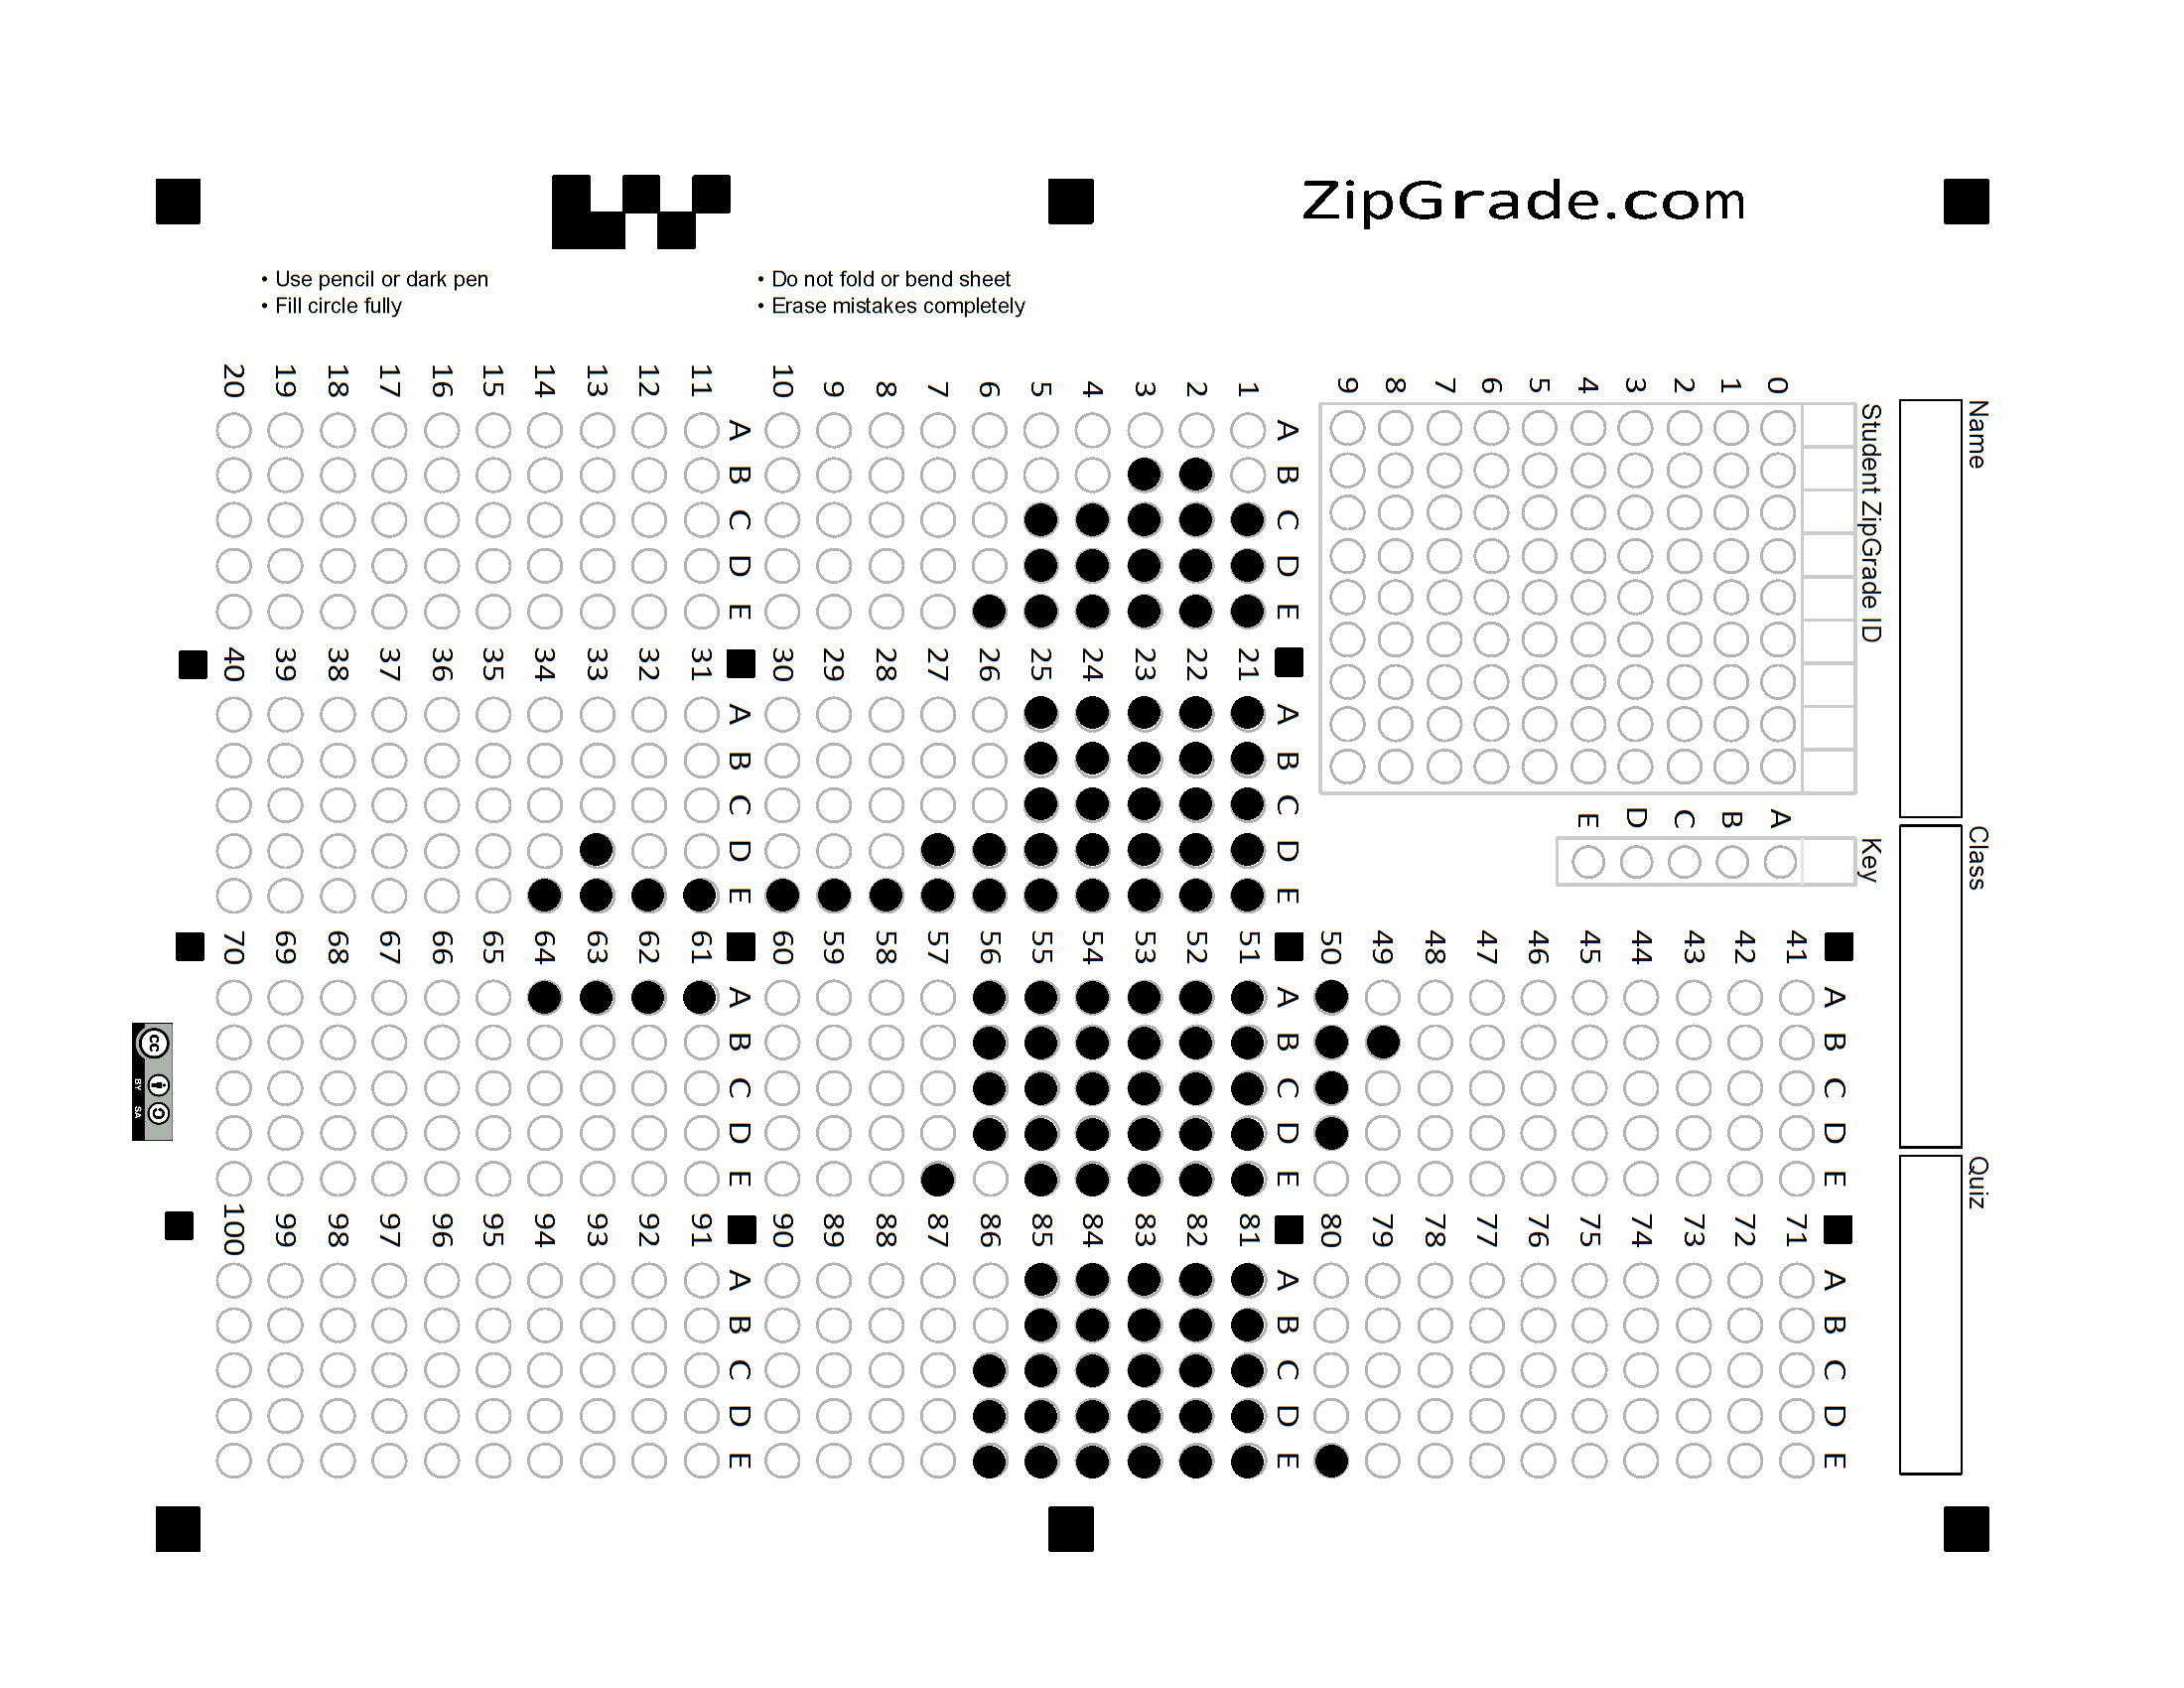 ZipGrade.com
• Use pencil or dark pen
• Fill circle fully
• Do not fold or bend sheet
• Erase mistakes completely
Name
Class
Quiz
Student ZipGrade ID
0 1 2 3 4 5 6 7 8 9
Key
A B C D E
1 2 3 4 5 6 7 8 9 10
A B C D E
11 12 13 14 15 16 17 18 19 20
A B C D E
21 22 23 24 25 26 27 28 29 30
A B C D E
31 32 33 34 35 36 37 38 39 40
A B C D E
41 42 43 44 45 46 47 48 49 50
A B C D E
51 52 53 54 55 56 57 58 59 60
A B C D E
61 62 63 64 65 66 67 68 69 70
A B C D E
71 72 73 74 75 76 77 78 79 80
A B C D E
81 82 83 84 85 86 87 88 89 90
A B C D E
91 92 93 94 95 96 97 98 99 100
A B C D E
cc
BY SA